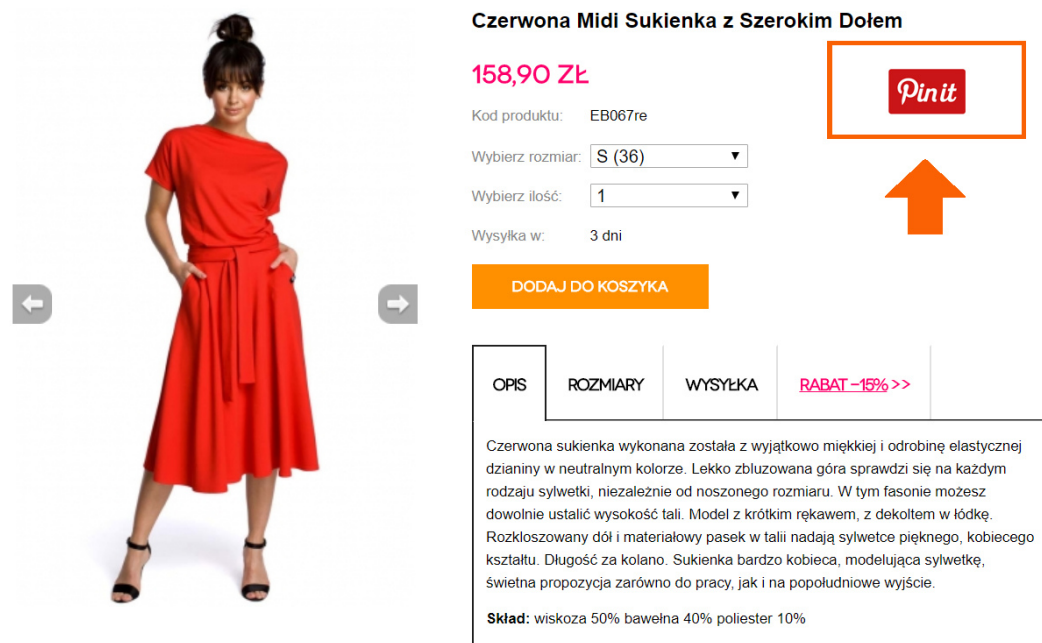 Czerwona Midi Sukienka z Szerokim Dołem
158,90 ZŁ
Pin it
Kod produktu: EB067re
Wybierz rozmiar: S (36)
Wybierz ilość: 1
Wysyłka w: 3 dni
DODAJ DO KOSZYKA
OPIS ROZMIARY WYSYŁKA RABAT -15% >>
Czerwona sukienka wykonana została z wyjątkowo miękkiej i odrobinę elastycznej
dzianiny w neutralnym kolorze. Lekko zbluzowana góra sprawdzi się na każdym
rodzaju sylwetki, niezależnie od noszonego rozmiaru. W tym fasonie możesz
dowolnie ustalić wysokość tali. Model z krótkim rękawem, z dekoltem w łódkę.
Rozkloszowany dół i materiałowy pasek w talii nadają sylwetce pięknego, kobiecego
kształtu. Długość za kolano. Sukienka bardzo kobieca, modelująca sylwetkę,
świetna propozycja zarówno do pracy, jak i na popołudniowe wyjście.
Skład: wiskoza 50% bawełna 40% poliester 10%